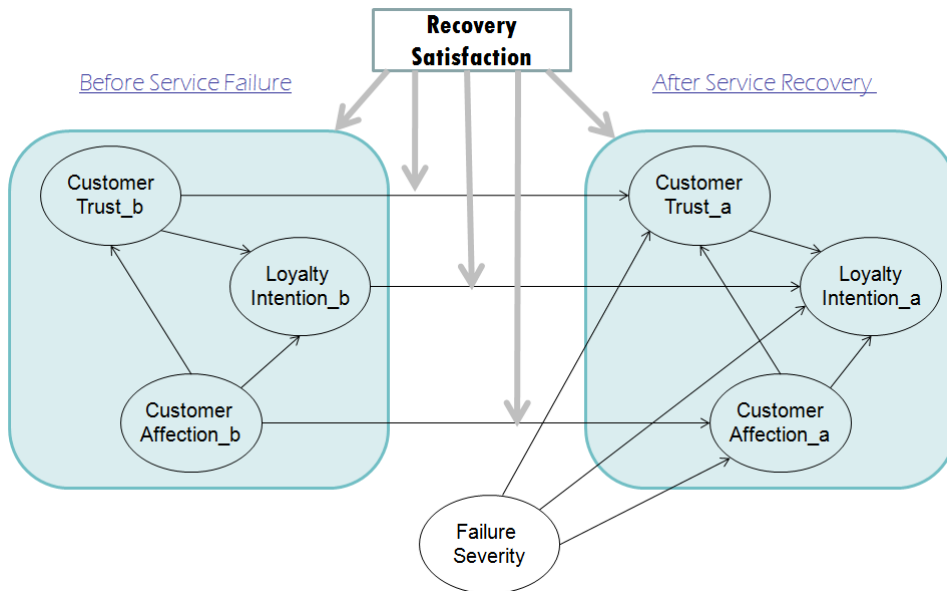 Recovery
Satisfaction
Before Service Failure
After Service Recovery
Customer
Trust_b
Customer
Trust_a
Loyalty
Intention_b
Loyalty
Intention_a
Customer
Affection_b
Customer
Affection_a
Failure
Severity